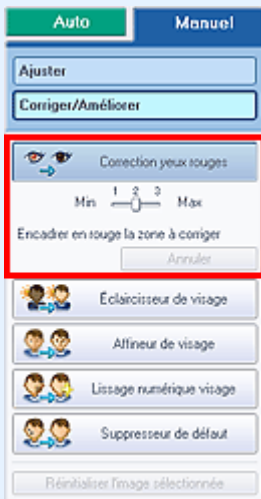 Auto Manuel
Ajuster
Corriger/Améliorer
Correction yeux rouges
1 2 3
Min Max
Encadrer en rouge la zone à corriger
Annuler
Éclaircisseur de visage
Affineur de visage
Lissage numérique visage
Suppresseur de défaut
Réinitialiser l'image sélectionnée